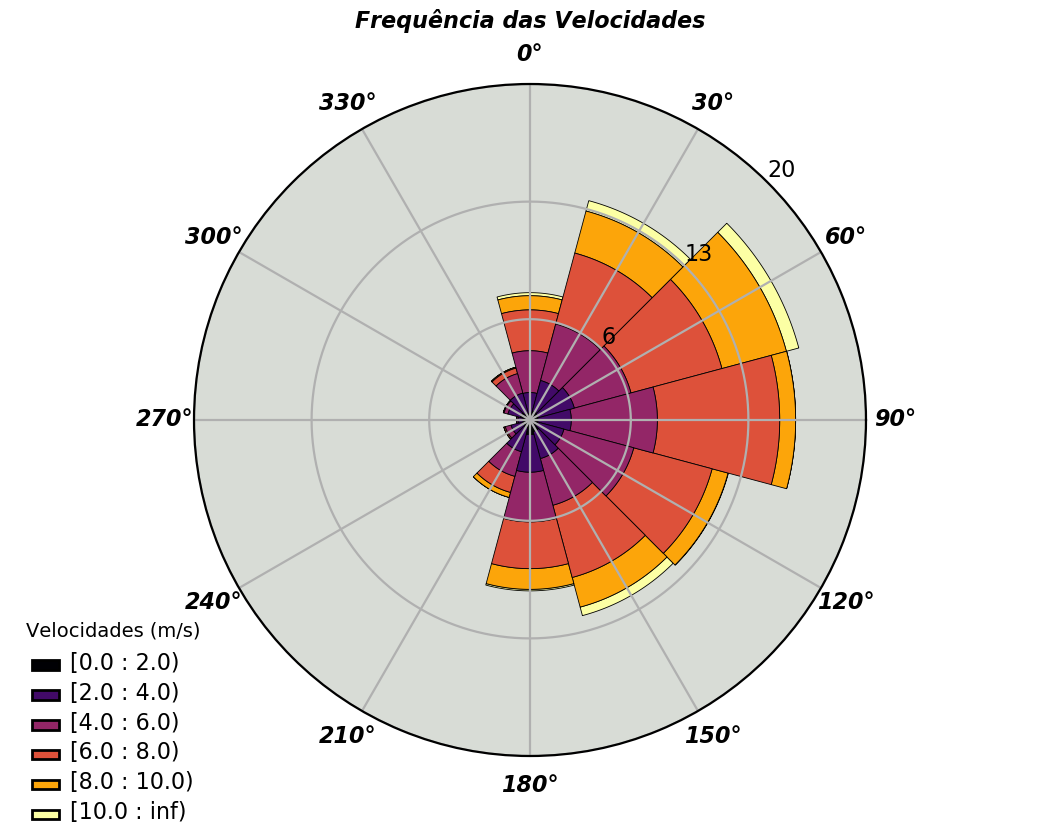 Frequência das Velocidades
0°
330°
30°
20
300°
60°
13
6
270°
90°
240°
120°
210°
150°
180°
Velocidades (m/s)
[0.0 : 2.0)
[2.0 : 4.0)
[4.0 : 6.0)
[6.0 : 8.0)
[8.0 : 10.0)
[10.0 : inf)